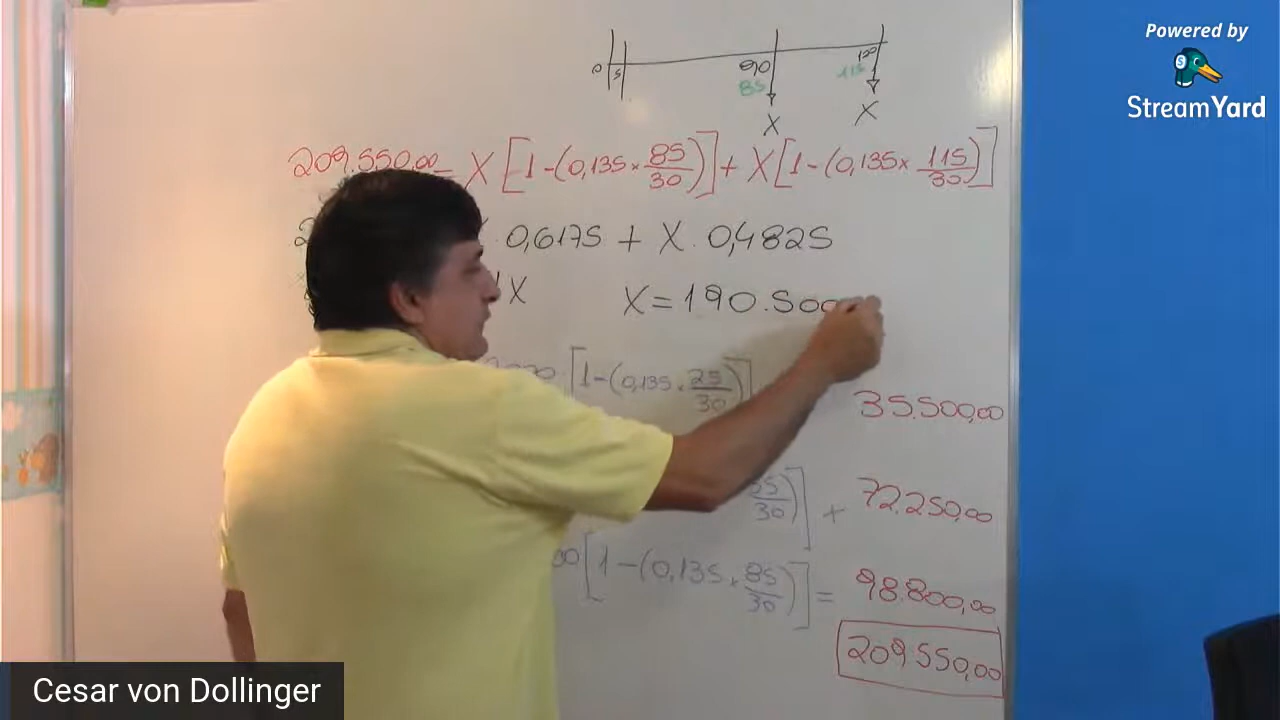 Powered by
StreamYard
0 5 90 120
85 115
X X
209.550,00 = X [1-(0,135 × 85/30)] + X [1-(0,135 × 115/30)]
. 0,6175 + X . 0,4825
X X = 190.500
[1-(0,135 × 25/30)]
35.500,00
/30)] + 72.250,00
00 [1-(0,135 × 85/30)] = 98.800,00
209.550,00
Cesar von Dollinger